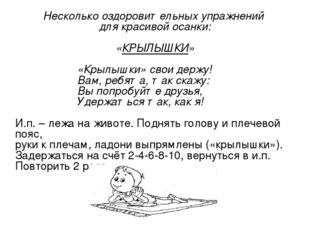 Несколько оздоровительных упражнений
для красивой осанки:
«КРЫЛЫШКИ»
«Крылышки» свои держу!
Вам, ребята, так скажу:
Вы попробуйте друзья,
Удержаться так, как я!
И.п. – лежа на животе. Поднять голову и плечевой
пояс,
руки к плечам, ладони выпрямлены («крылышки»).
Задержаться на счёт 2-4-6-8-10, вернуться в и.п.
Повторить 2